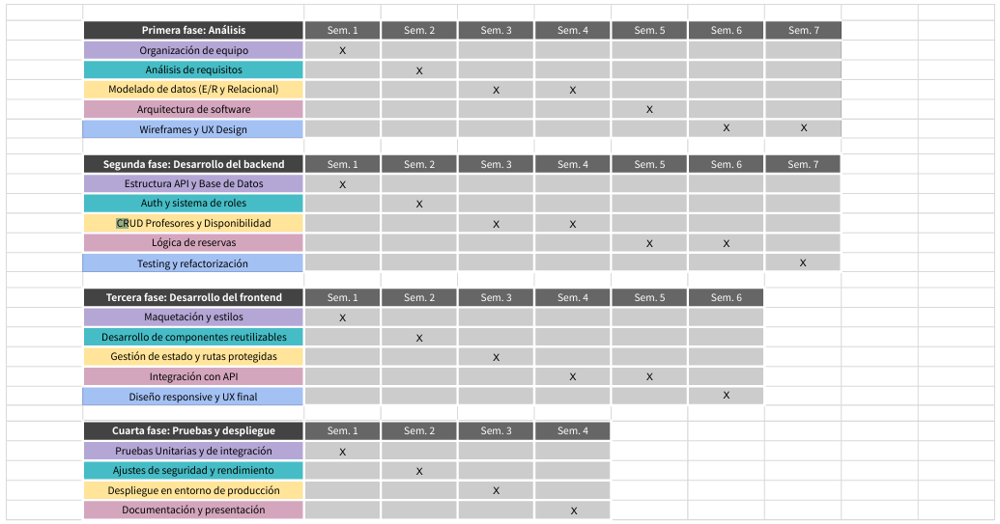 Primera fase: Análisis Sem. 1 Sem. 2 Sem. 3 Sem. 4 Sem. 5 Sem. 6 Sem. 7
Organización de equipo X
Análisis de requisitos X
Modelado de datos (E/R y Relacional) X X
Arquitectura de software X
Wireframes y UX Design X X
Segunda fase: Desarrollo del backend Sem. 1 Sem. 2 Sem. 3 Sem. 4 Sem. 5 Sem. 6 Sem. 7
Estructura API y Base de Datos X
Auth y sistema de roles X
CRUD Profesores y Disponibilidad X X
Lógica de reservas X X
Testing y refactorización X
Tercera fase: Desarrollo del frontend Sem. 1 Sem. 2 Sem. 3 Sem. 4 Sem. 5 Sem. 6
Maquetación y estilos X
Desarrollo de componentes reutilizables X
Gestión de estado y rutas protegidas X
Integración con API X X
Diseño responsive y UX final X
Cuarta fase: Pruebas y despliegue Sem. 1 Sem. 2 Sem. 3 Sem. 4
Pruebas Unitarias y de integración X
Ajustes de seguridad y rendimiento X
Despliegue en entorno de producción X
Documentación y presentación X